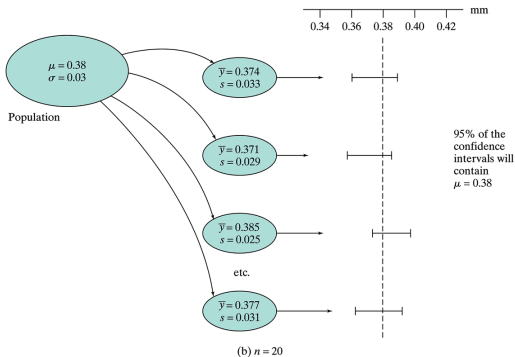 mm
0.34 0.36 0.38 0.40 0.42
μ = 0.38
σ = 0.03
Population
y̅ = 0.374
s = 0.033
y̅ = 0.371
s = 0.029
95% of the
confidence
intervals will
contain
μ = 0.38
y̅ = 0.385
s = 0.025
etc.
y̅ = 0.377
s = 0.031
(b) n = 20